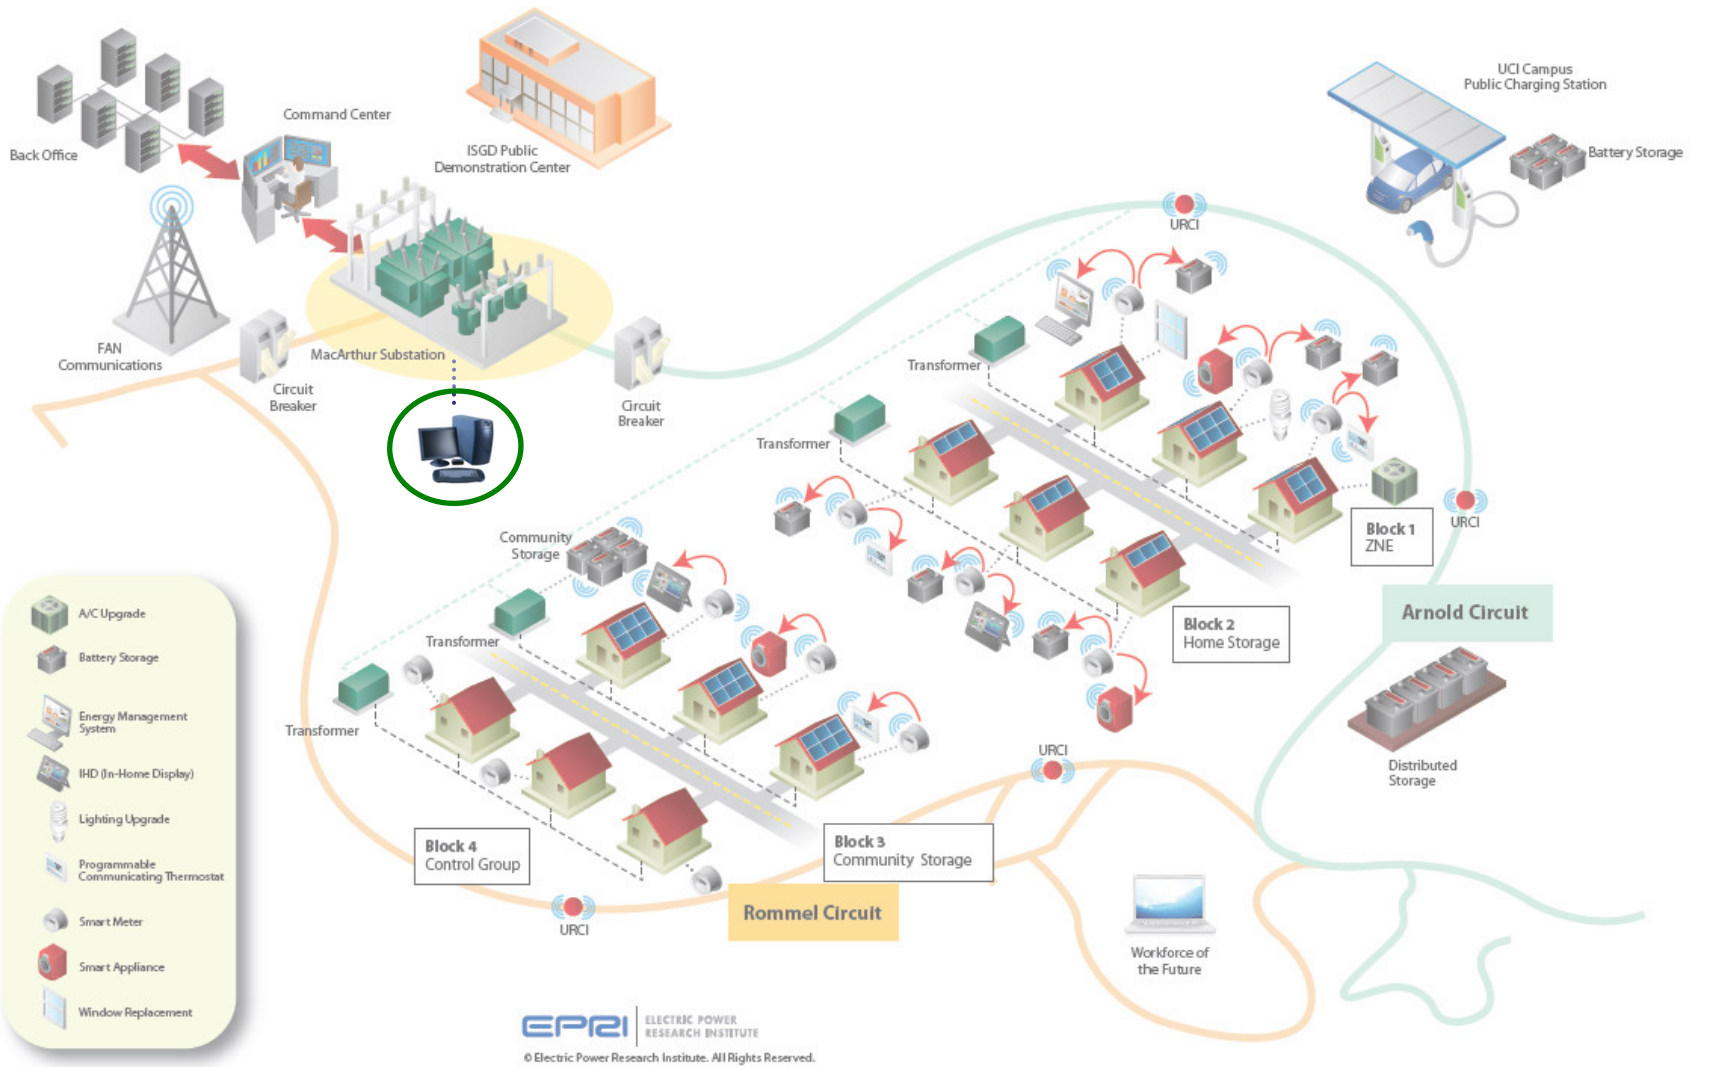 Back Office
Command Center
ISGD Public
Demonstration Center
UCI Campus
Public Charging Station
Battery Storage
FAN
Communications
Circuit
Breaker
MacArthur Substation
Circuit
Breaker
URCI
Transformer
Transformer
Block 1
ZNE
URCI
Arnold Circuit
Block 2
Home Storage
Community
Storage
Transformer
Transformer
URCI
Distributed
Storage
Block 4
Control Group
Block 3
Community Storage
Rommel Circuit
URCI
Workforce of
the Future
A/C Upgrade
Battery Storage
Energy Management
System
IHD (In-Home Display)
Lighting Upgrade
Programmable
Communicating Thermostat
Smart Meter
Smart Appliance
Window Replacement
EPRI
ELECTRIC POWER
RESEARCH INSTITUTE
© Electric Power Research Institute. All Rights Reserved.